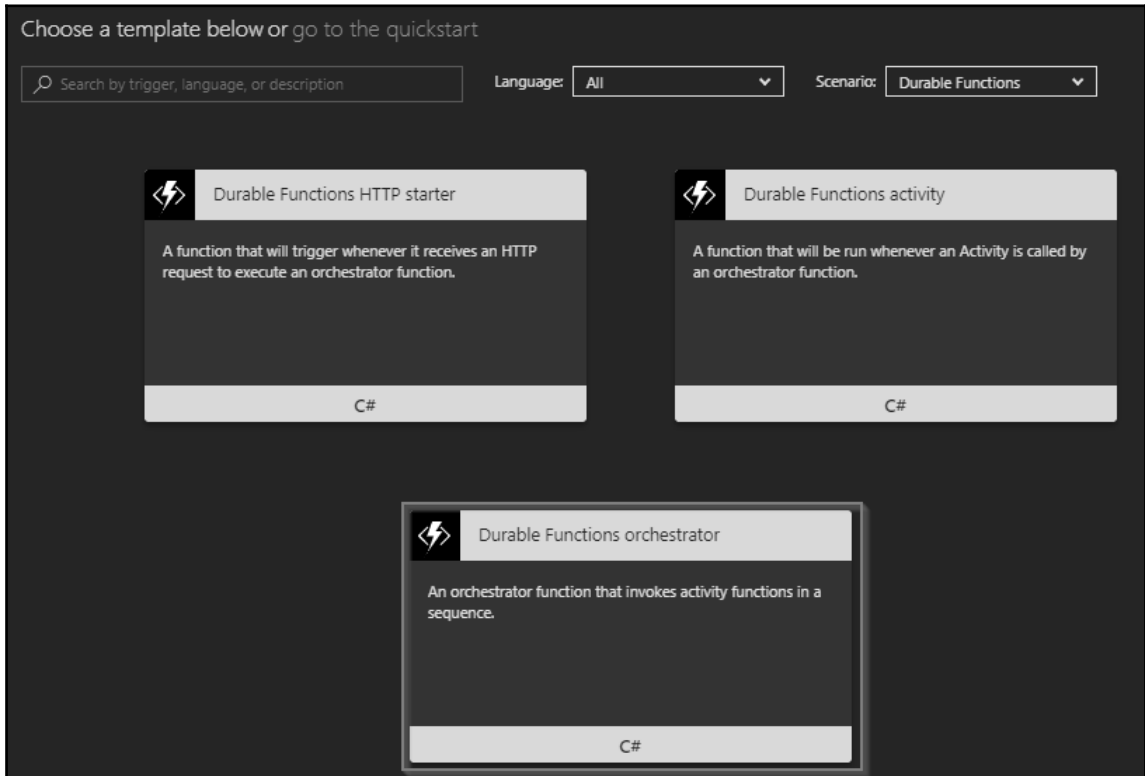 Choose a template below or go to the quickstart
Search by trigger, language, or description
Language: All
Scenario: Durable Functions
Durable Functions HTTP starter
A function that will trigger whenever it receives an HTTP
request to execute an orchestrator function.
C#
Durable Functions activity
A function that will be run whenever an Activity is called by
an orchestrator function.
C#
Durable Functions orchestrator
An orchestrator function that invokes activity functions in a
sequence.
C#